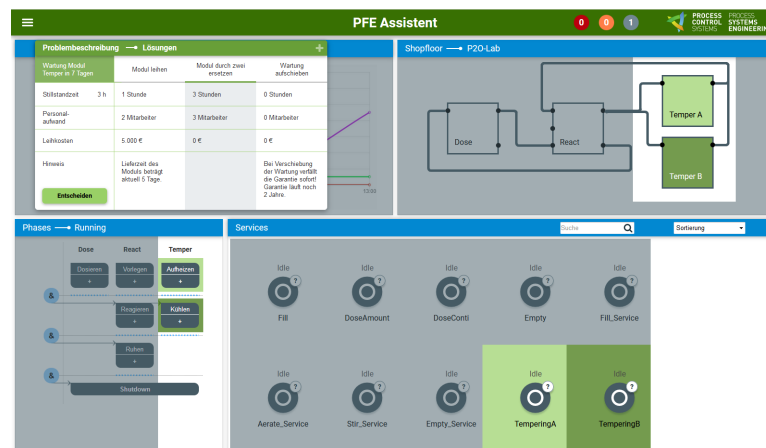 PFE Assistent
0 0 1
PROCESS PROCESS
CONTROL SYSTEMS
SYSTEMS ENGINEERIN
Problembeschreibung Lösungen +
Wartung Modul
Temper in 7 Tagen
Modul leihen
Modul durch zwei
ersetzen
Wartung
aufschieben
Stillstandzeit 3 h 1 Stunde 3 Stunden 0 Stunden
Personal-
aufwand
2 Mitarbeiter 3 Mitarbeiter 0 Mitarbeiter
Leihkosten 5.000 € 0 € 0 €
Hinweis
Lieferzeit des
Moduls beträgt
aktuell 5 Tage.
Bei Verschiebung
der Wartung verfällt
die Garantie sofort!
Garantie läuft noch
2 Jahre.
Entscheiden
13:00
Shopfloor P2O-Lab
Dose
React
Temper A
Temper B
Phases Running
Dose React Temper
Dosieren Vorlegen Aufheizen
+ + +
&
Reagieren Kühlen
+ +
&
Ruhen
+
&
Shutdown
Services
Suche
Sortierung
Idle Idle Idle Idle Idle
? ? ? ? ?
Fill DoseAmount DoseConti Empty Fill_Service
Idle Idle Idle Idle Idle
? ? ? ? ?
Aerate_Service Stir_Service Empty_Service TemperingA TemperingB